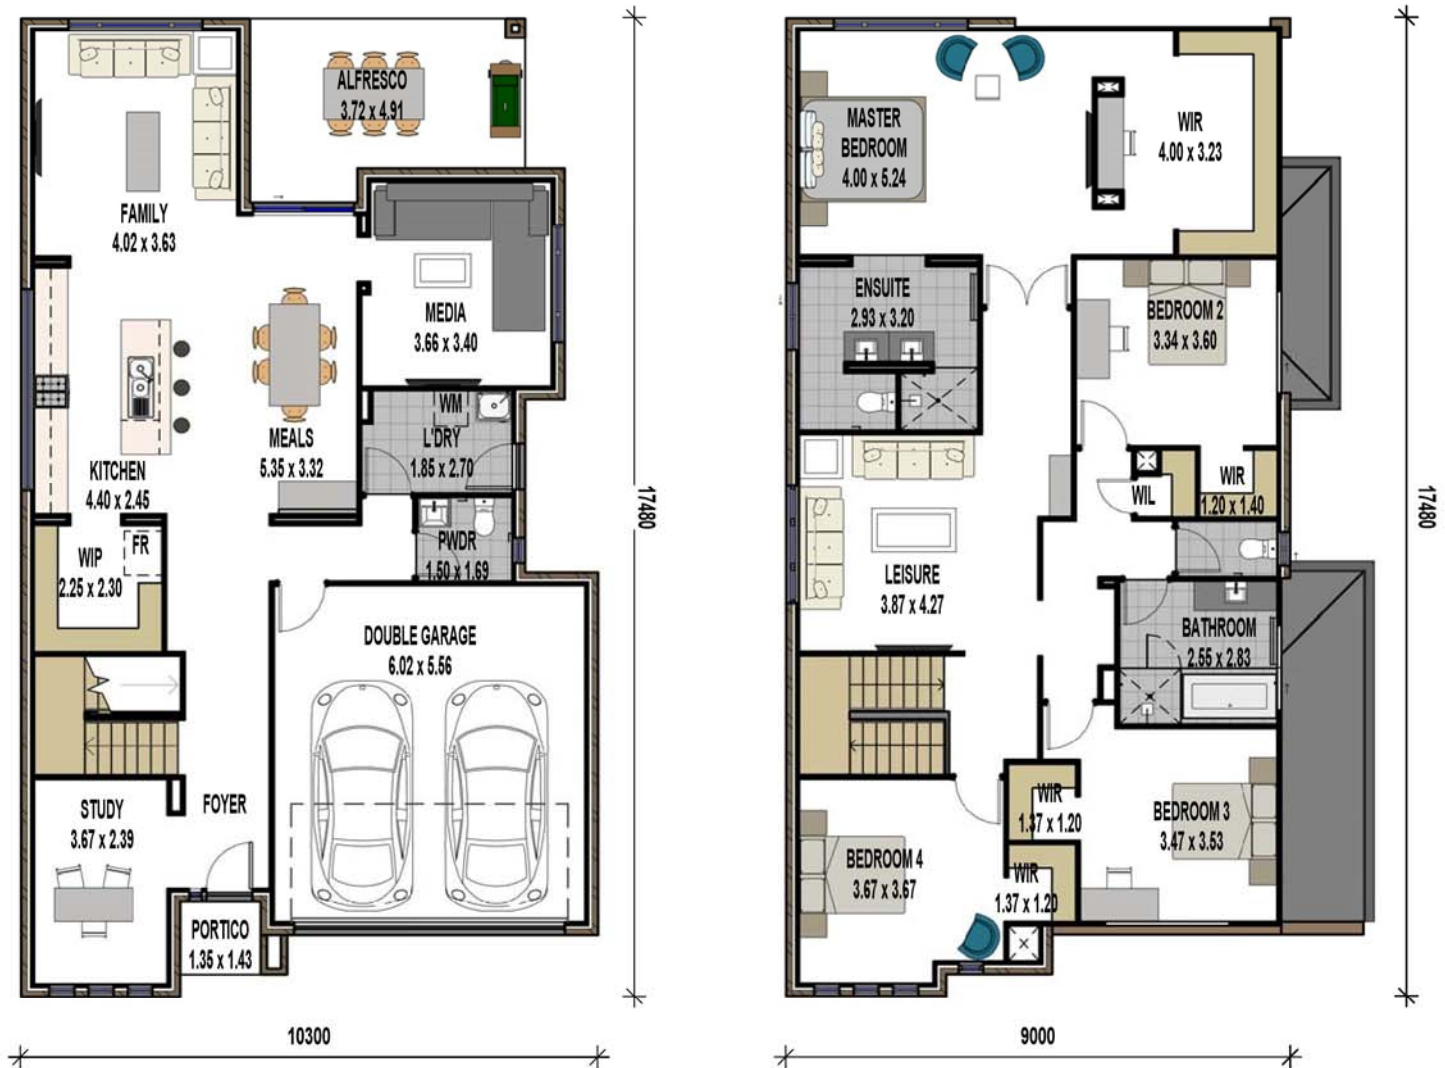 ALFRESCO
3.72 x 4.91
FAMILY
4.02 x 3.63
MEDIA
3.66 x 3.40
WM
L'DRY
1.85 x 2.70
MEALS
5.35 x 3.32
KITCHEN
4.40 x 2.45
FR
WIP
2.25 x 2.30
PWDR
1.50 x 1.69
DOUBLE GARAGE
6.02 x 5.56
STUDY
3.67 x 2.39
FOYER
PORTICO
1.35 x 1.43
17480
10300
MASTER
BEDROOM
4.00 x 5.24
WIR
4.00 x 3.23
ENSUITE
2.93 x 3.20
BEDROOM 2
3.34 x 3.60
WIR
1.20 x 1.40
WIL
LEISURE
3.87 x 4.27
BATHROOM
2.55 x 2.83
WIR
1.37 x 1.20
BEDROOM 3
3.47 x 3.53
BEDROOM 4
3.67 x 3.67
WIR
1.37 x 1.20
17480
9000